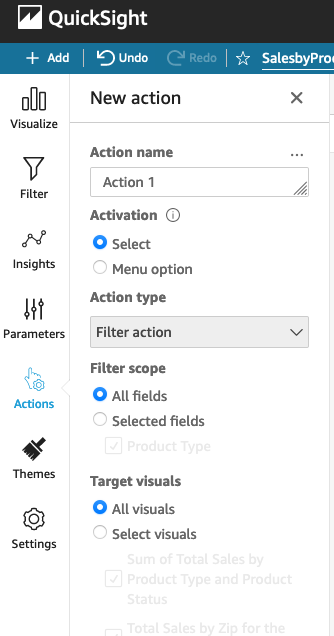 QuickSight
+ Add
Undo
Redo
SalesbyProd
Visualize
Filter
Insights
Parameters
Actions
Themes
Settings
New action
Action name
...
Action 1
Activation
Select
Menu option
Action type
Filter action
Filter scope
All fields
Selected fields
Product Type
Target visuals
All visuals
Select visuals
Sum of Total Sales by
Product Type and Product
Status
Total Sales by Zip for the